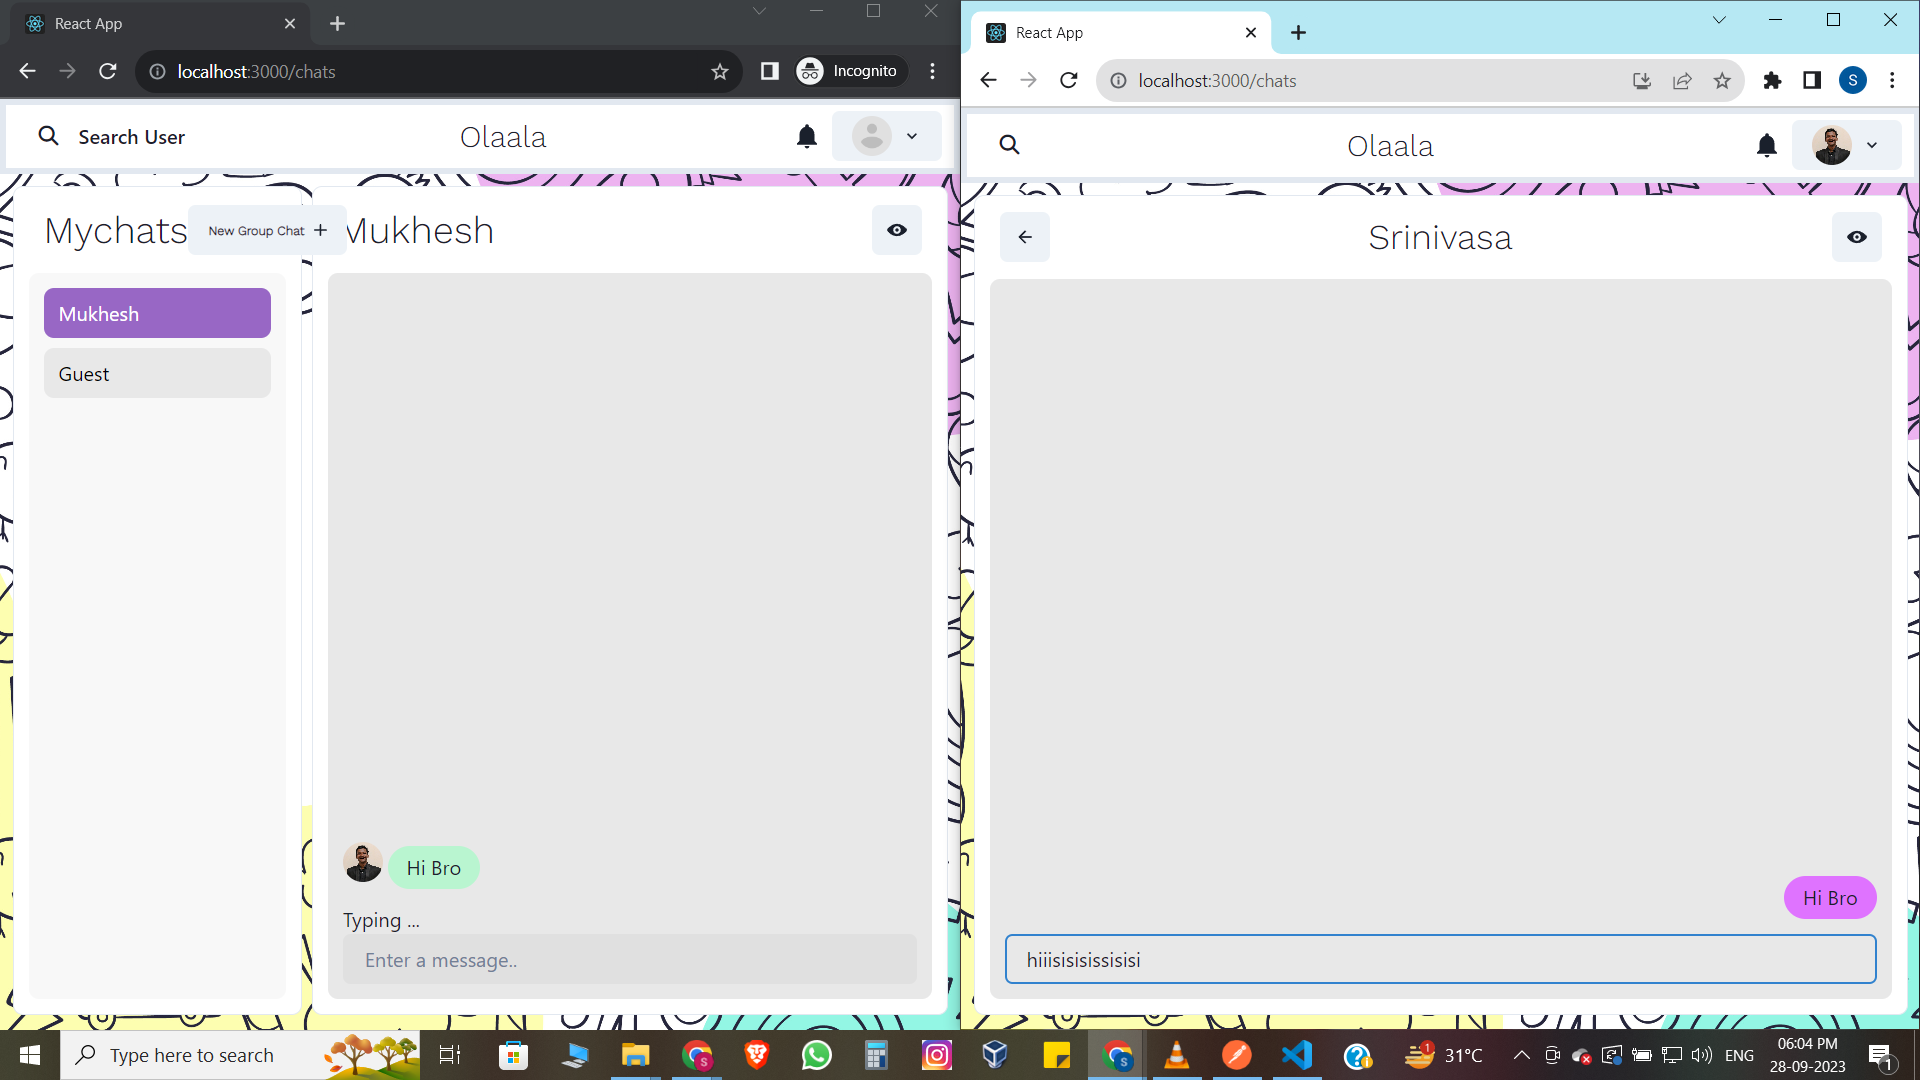 React App
localhost:3000/chats
Incognito
Search User
Olaala
Mychats
New Group Chat +
Mukhesh
Mukhesh
Guest
Hi Bro
Typing ...
Enter a message..
React App
localhost:3000/chats
S
Olaala
Srinivasa
Hi Bro
hiiisisisissisisi
Type here to search
S
S
1
31°C
ENG
06:04 PM
28-09-2023
1